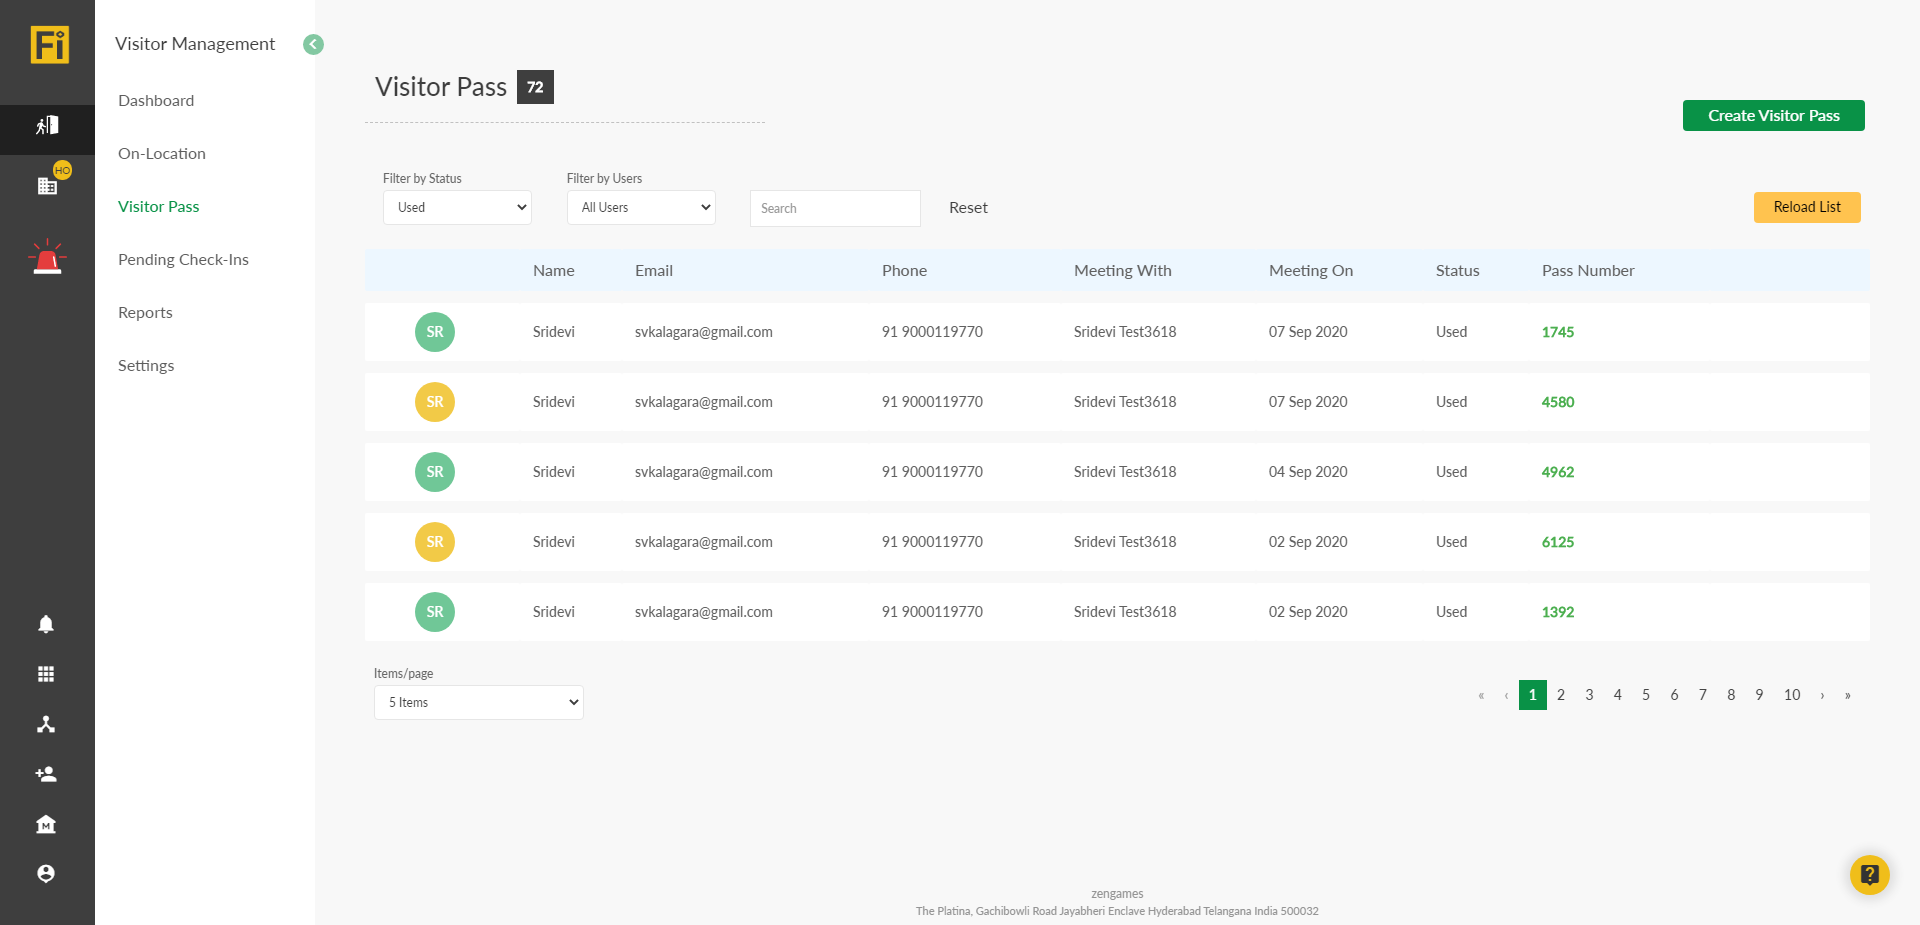 Fi
Visitor Management
Dashboard
HO
On-Location
Visitor Pass
Pending Check-Ins
Reports
Settings
M
Visitor Pass 72
Create Visitor Pass
Filter by Status Filter by Users
Used All Users Search Reset Reload List
Name Email Phone Meeting With Meeting On Status Pass Number
SR Sridevi svkalagara@gmail.com 91 9000119770 Sridevi Test3618 07 Sep 2020 Used 1745
SR Sridevi svkalagara@gmail.com 91 9000119770 Sridevi Test3618 07 Sep 2020 Used 4580
SR Sridevi svkalagara@gmail.com 91 9000119770 Sridevi Test3618 04 Sep 2020 Used 4962
SR Sridevi svkalagara@gmail.com 91 9000119770 Sridevi Test3618 02 Sep 2020 Used 6125
SR Sridevi svkalagara@gmail.com 91 9000119770 Sridevi Test3618 02 Sep 2020 Used 1392
Items/page
5 Items « ‹ 1 2 3 4 5 6 7 8 9 10 › »
?
zengames
The Platina, Gachibowli Road Jayabheri Enclave Hyderabad Telangana India 500032